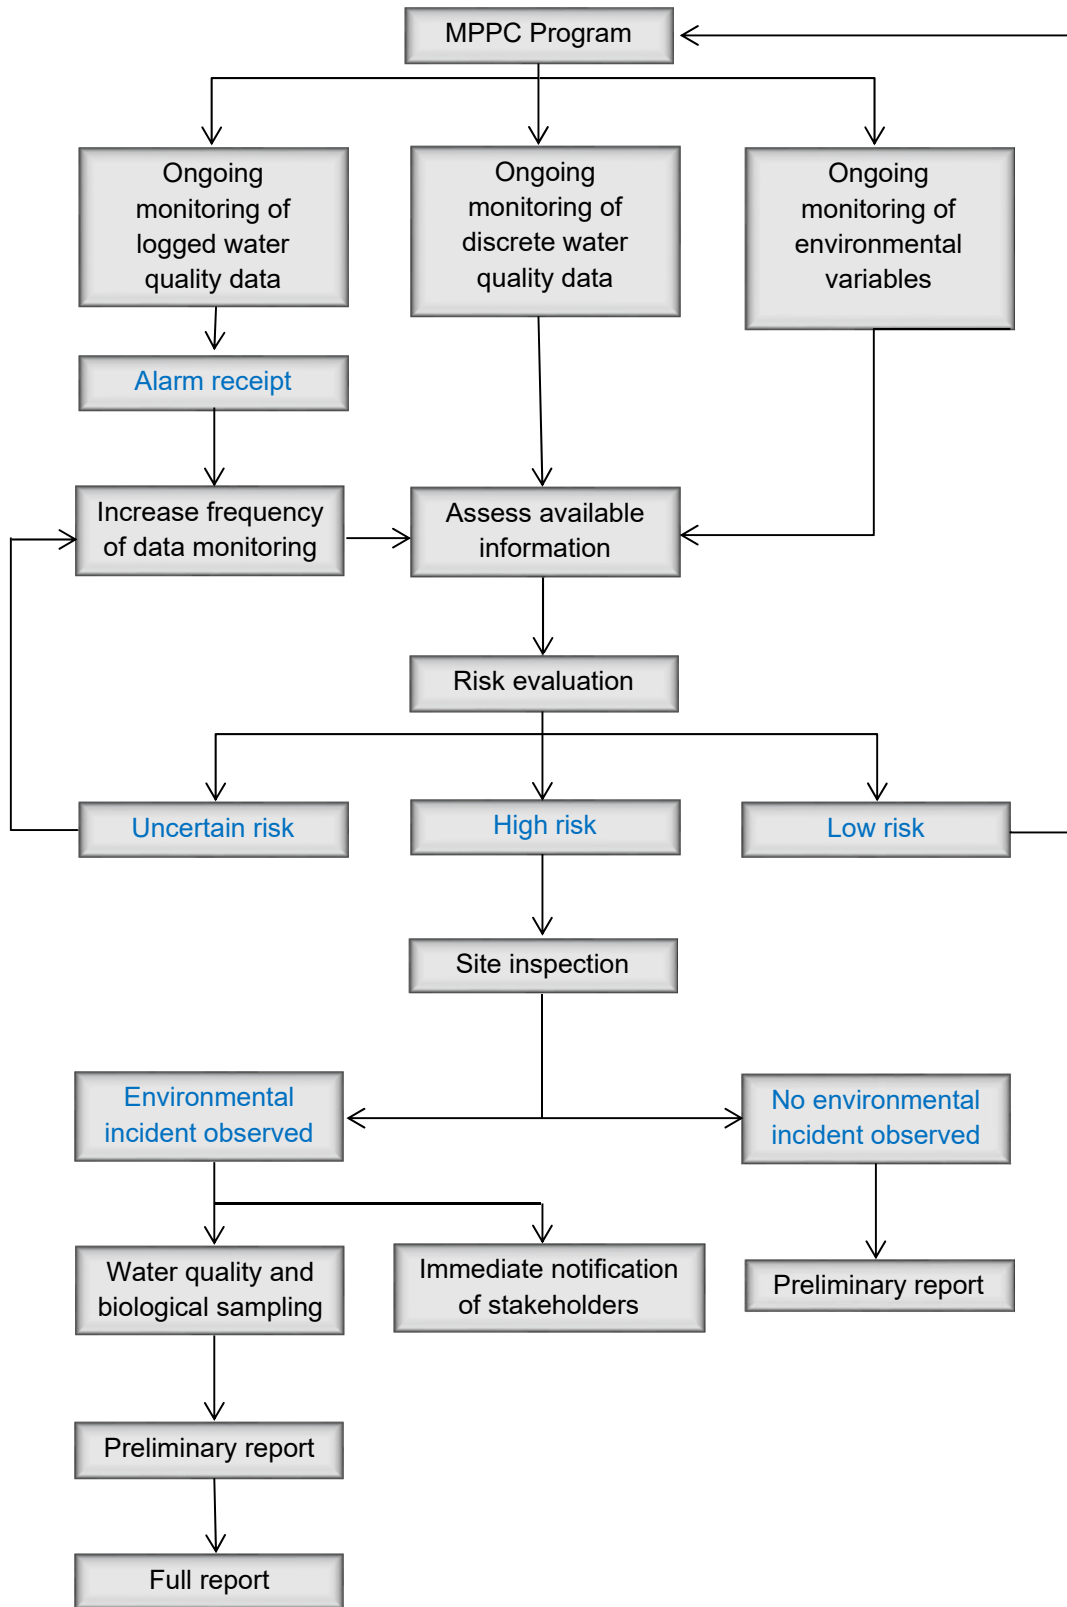 MPPC Program
Ongoing
monitoring of
logged water
quality data
Ongoing
monitoring of
discrete water
quality data
Ongoing
monitoring of
environmental
variables
Alarm receipt
Increase frequency
of data monitoring
Assess available
information
Risk evaluation
Uncertain risk
High risk
Low risk
Site inspection
Environmental
incident observed
No environmental
incident observed
Water quality and
biological sampling
Immediate notification
of stakeholders
Preliminary report
Preliminary report
Full report